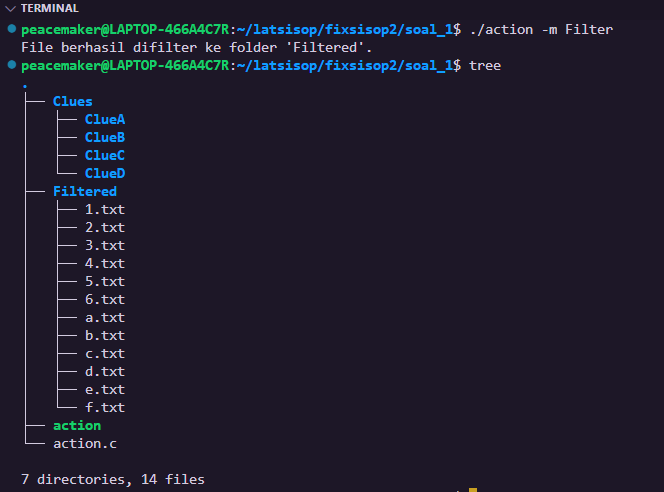 TERMINAL
peacemaker@LAPTOP-466A4C7R:~/latsisop/fixsisop2/soal_1$ ./action -m Filter
File berhasil difilter ke folder 'Filtered'.
peacemaker@LAPTOP-466A4C7R:~/latsisop/fixsisop2/soal_1$ tree
.
├── Clues
│   ├── ClueA
│   ├── ClueB
│   ├── ClueC
│   └── ClueD
├── Filtered
│   ├── 1.txt
│   ├── 2.txt
│   ├── 3.txt
│   ├── 4.txt
│   ├── 5.txt
│   ├── 6.txt
│   ├── a.txt
│   ├── b.txt
│   ├── c.txt
│   ├── d.txt
│   ├── e.txt
│   └── f.txt
├── action
└── action.c
7 directories, 14 files